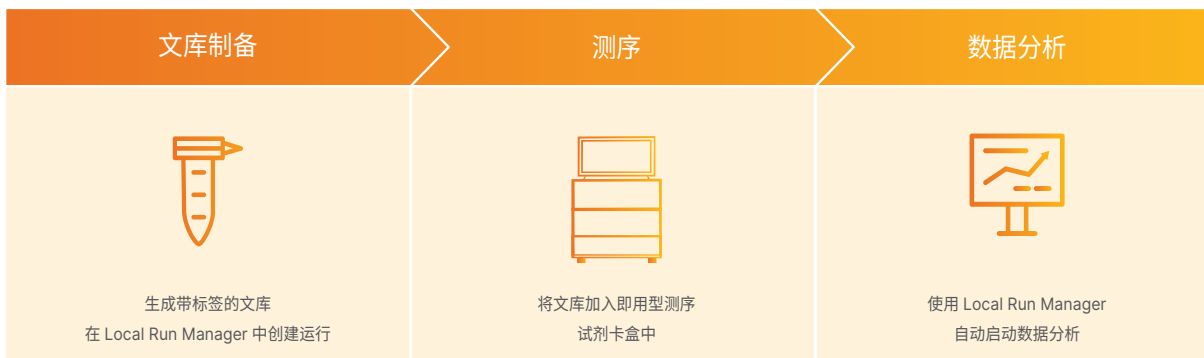 文库制备
测序
数据分析
生成带标签的文库
在 Local Run Manager 中创建运行
将文库加入即用型测序
试剂卡盒中
使用 Local Run Manager
自动启动数据分析